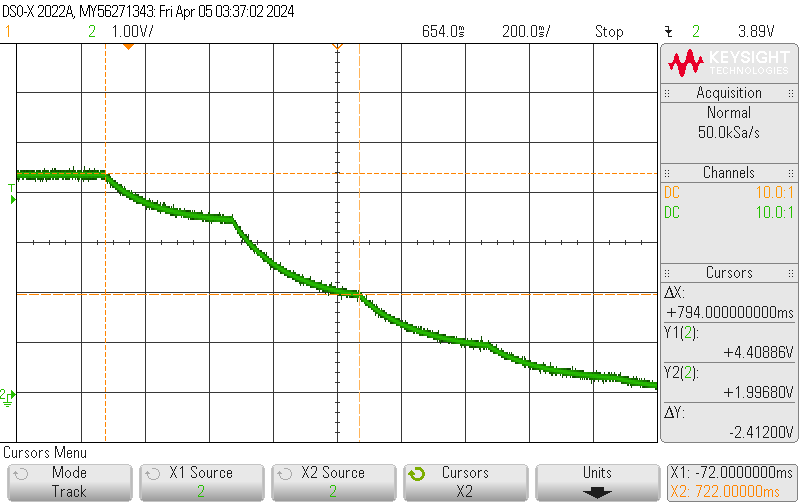 DSO-X 2022A, MY56271343: Fri Apr 05 03:37:02 2024
1 2 1.00V/ 654.0ms 200.0ms/ Stop 2 3.89V
KEYSIGHT
TECHNOLOGIES
Acquisition
Normal
50.0kSa/s
Channels
DC 10.0:1
DC 10.0:1
Cursors
ΔX:
+794.000000000ms
Y1(2):
+4.40886V
Y2(2):
+1.99680V
ΔY:
-2.41200V
T
2
Cursors Menu
Mode
Track
X1 Source
2
X2 Source
2
Cursors
X2
Units
X1: -72.0000000ms
X2: 722.00000ms